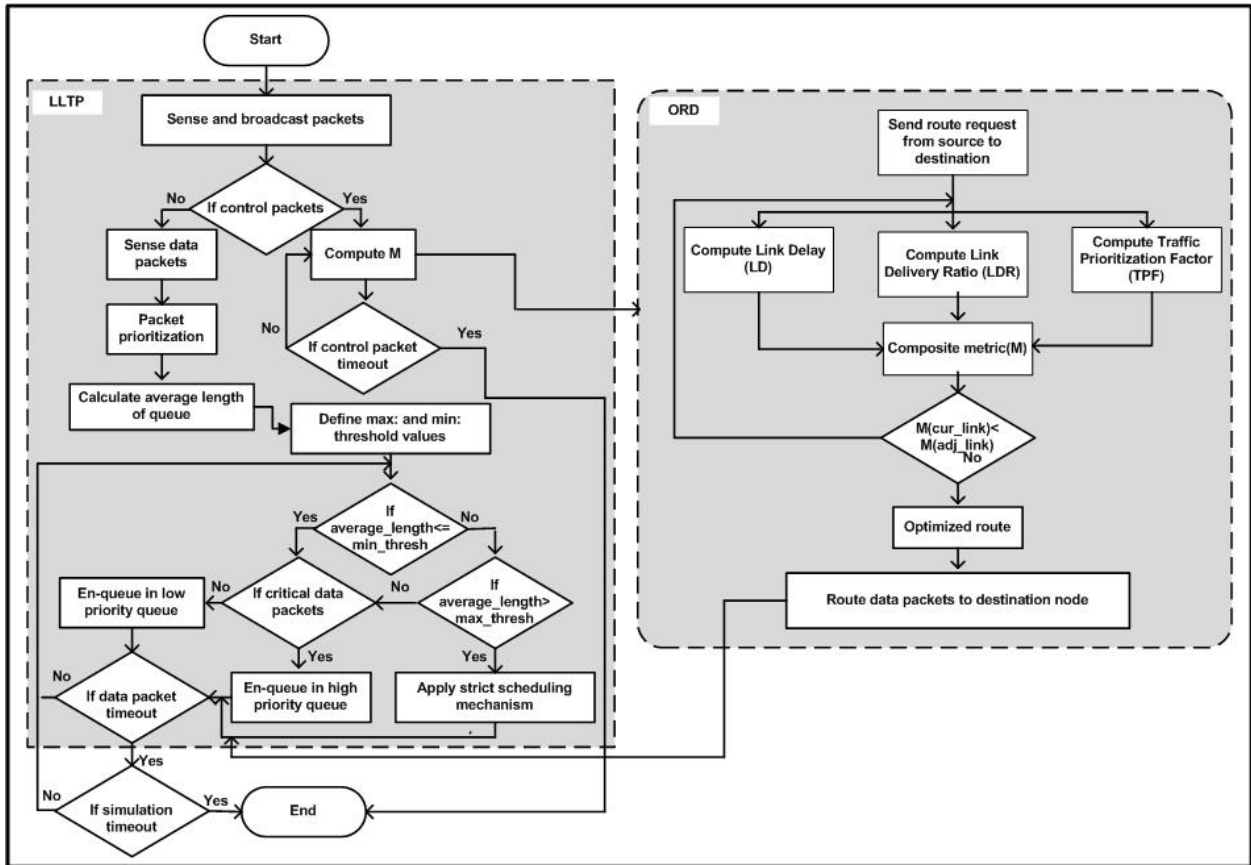 Start
LLTP
Sense and broadcast packets
If control packets
No
Yes
Sense data
packets
Compute M
Packet
prioritization
No
Yes
If control packet
timeout
Calculate average length
of queue
Define max: and min:
threshold values
If
average_length<=
min_thresh
Yes
No
If
average_length>
max_thresh
No
If critical data
packets
No
En-queue in low
priority queue
Yes
Yes
En-queue in high
priority queue
Apply strict scheduling
mechanism
No
If data packet
timeout
Yes
No
If simulation
timeout
Yes
End
ORD
Send route request
from source to
destination
Compute Link Delay
(LD)
Compute Link
Delivery Ratio (LDR)
Compute Traffic
Prioritization Factor
(TPF)
Composite metric(M)
M(cur_link)<
M(adj_link)
No
Optimized route
Route data packets to destination node